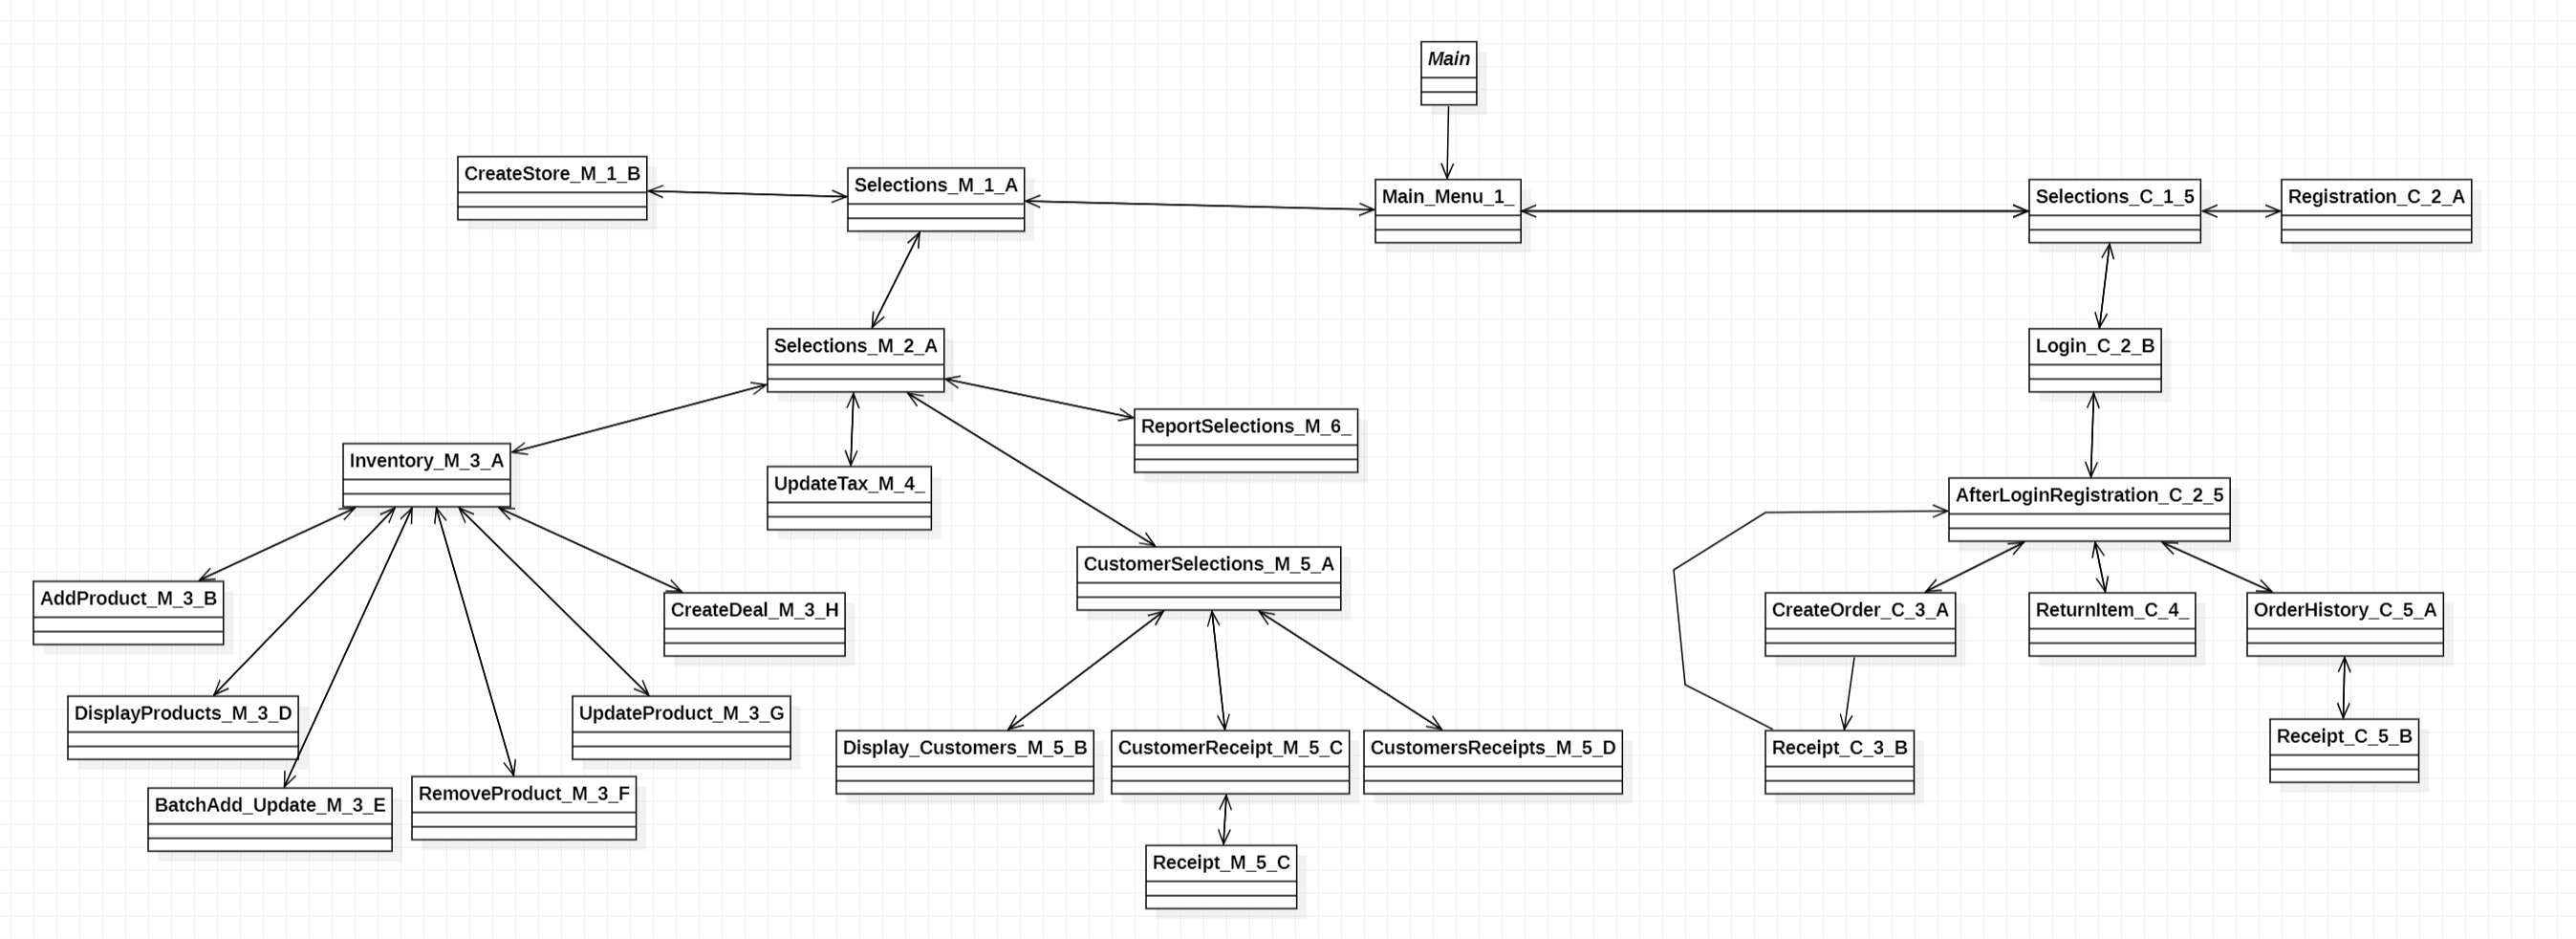 Main
CreateStore_M_1_B
Selections_M_1_A
Main_Menu_1_
Selections_C_1_5
Registration_C_2_A
Selections_M_2_A
Login_C_2_B
ReportSelections_M_6_
Inventory_M_3_A
UpdateTax_M_4_
AfterLoginRegistration_C_2_5
CustomerSelections_M_5_A
AddProduct_M_3_B
CreateDeal_M_3_H
CreateOrder_C_3_A
ReturnItem_C_4_
OrderHistory_C_5_A
DisplayProducts_M_3_D
UpdateProduct_M_3_G
Display_Customers_M_5_B
CustomerReceipt_M_5_C
CustomersReceipts_M_5_D
Receipt_C_3_B
Receipt_C_5_B
BatchAdd_Update_M_3_E
RemoveProduct_M_3_F
Receipt_M_5_C